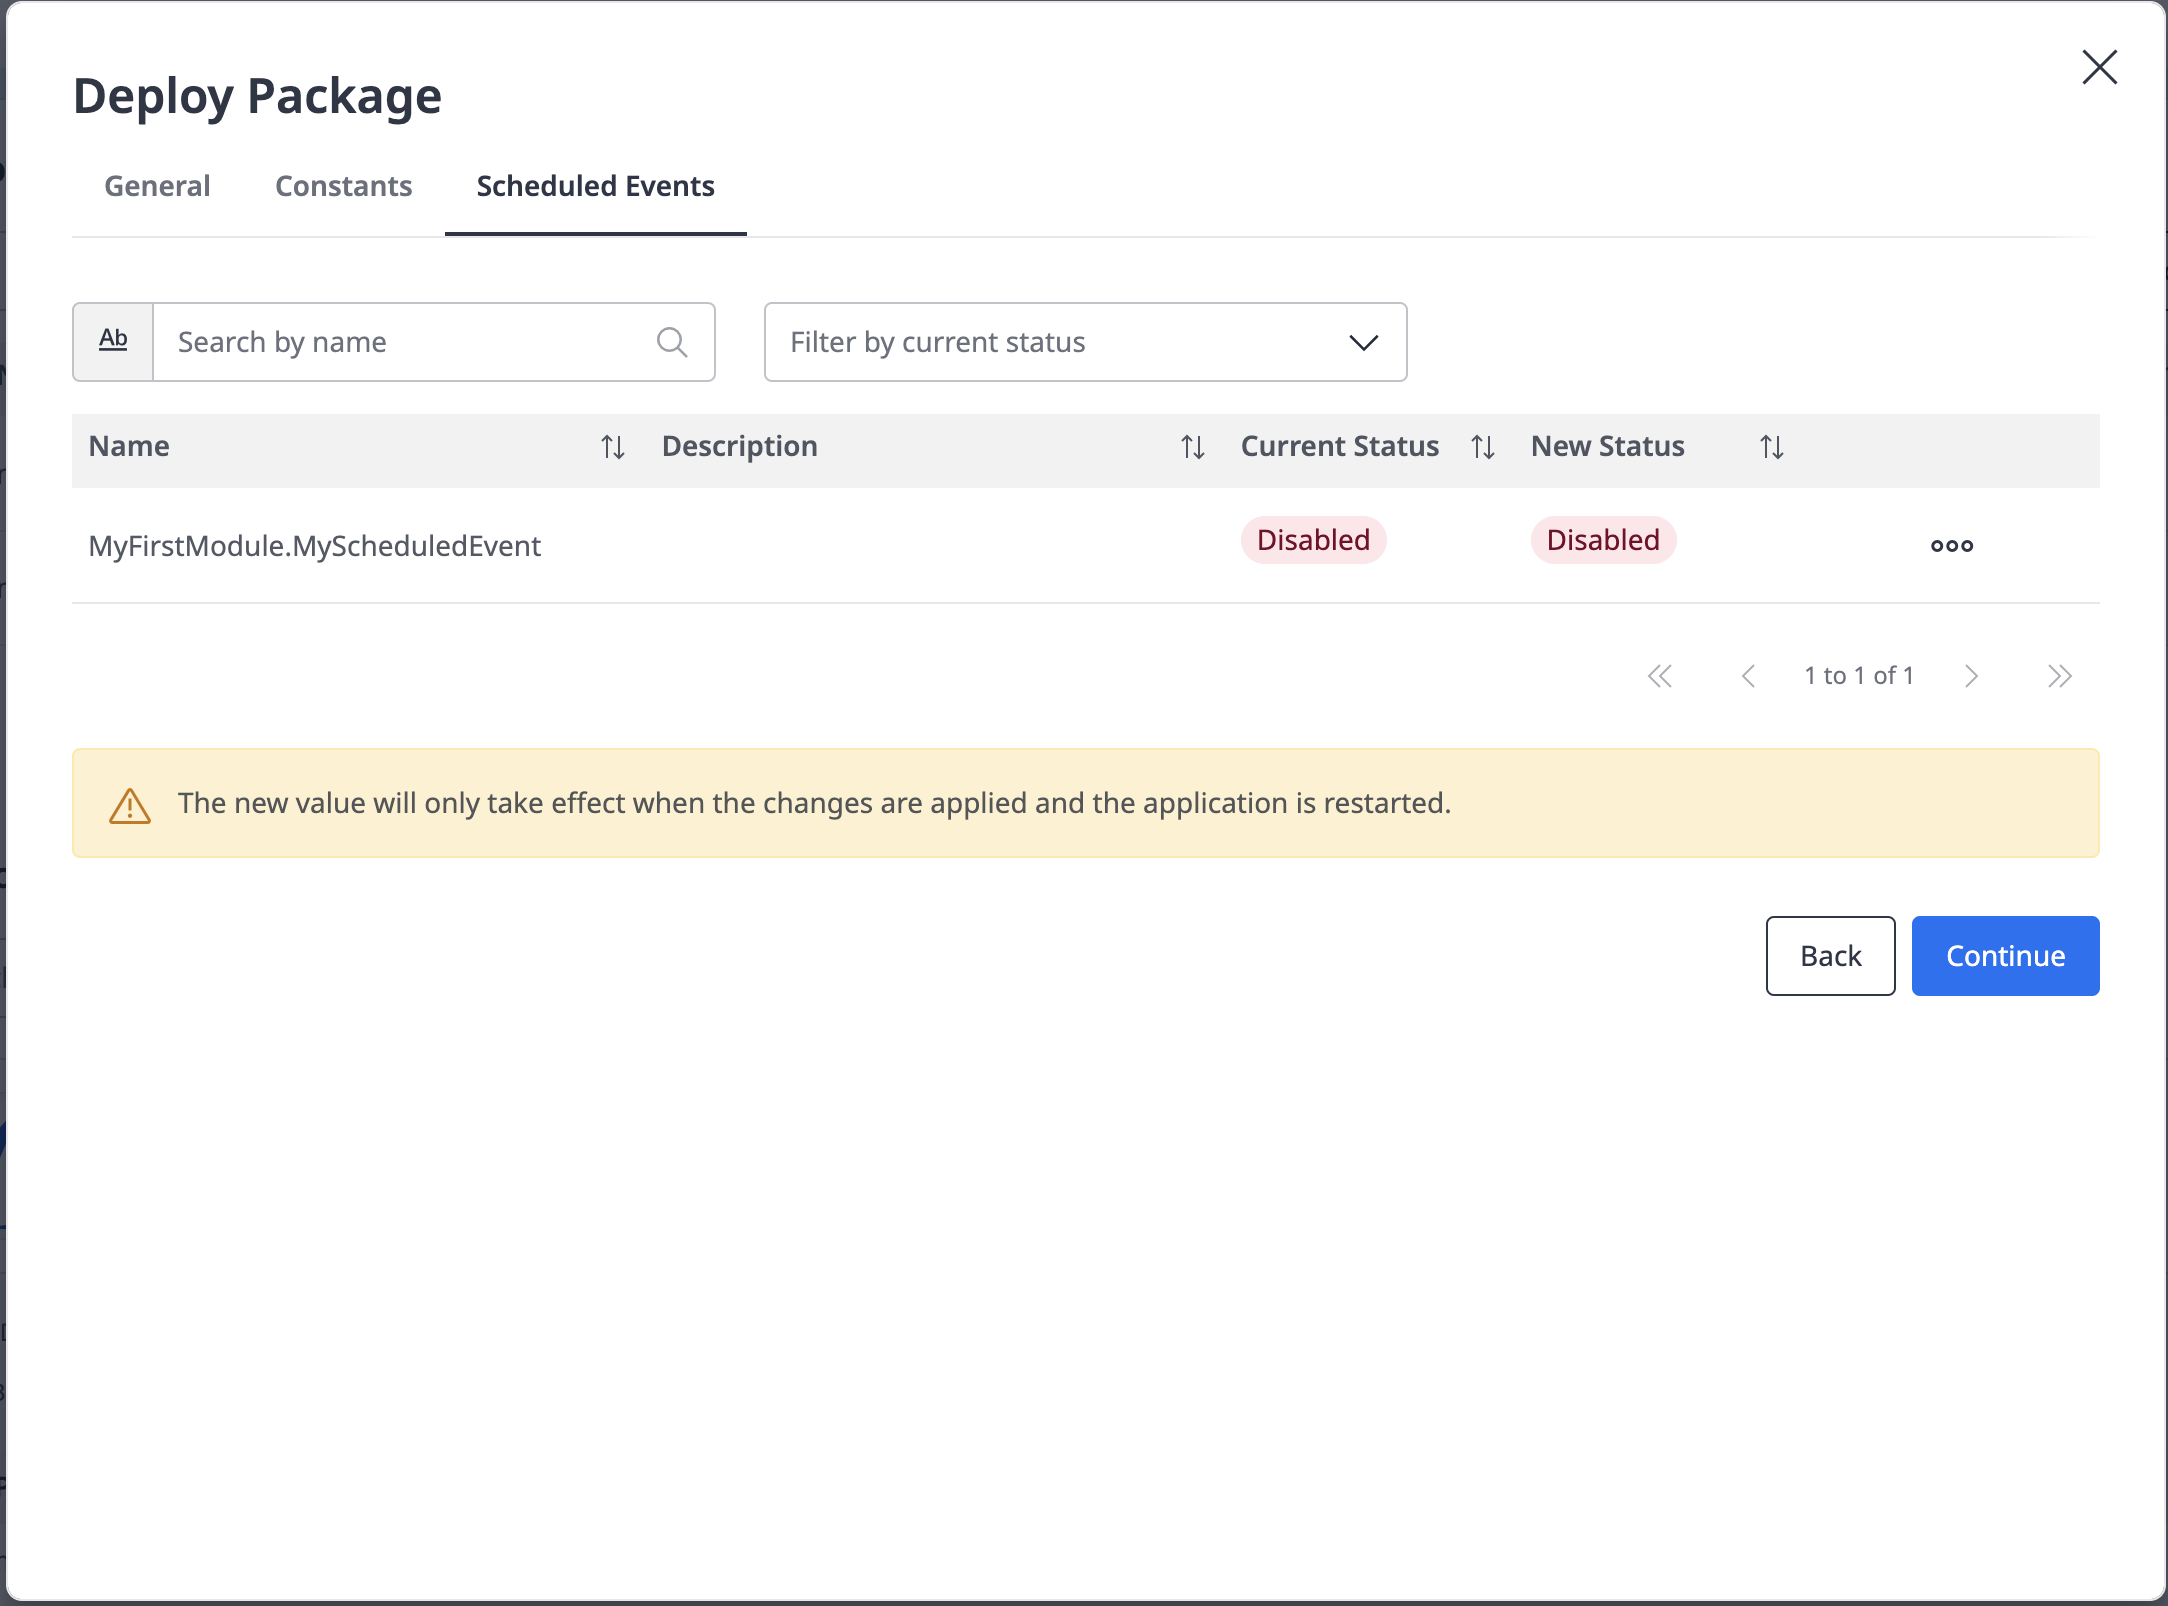 Deploy Package
General Constants Scheduled Events
Ab Search by name Filter by current status
Name Description Current Status New Status
MyFirstModule.MyScheduledEvent Disabled Disabled
1 to 1 of 1
The new value will only take effect when the changes are applied and the application is restarted.
Back Continue